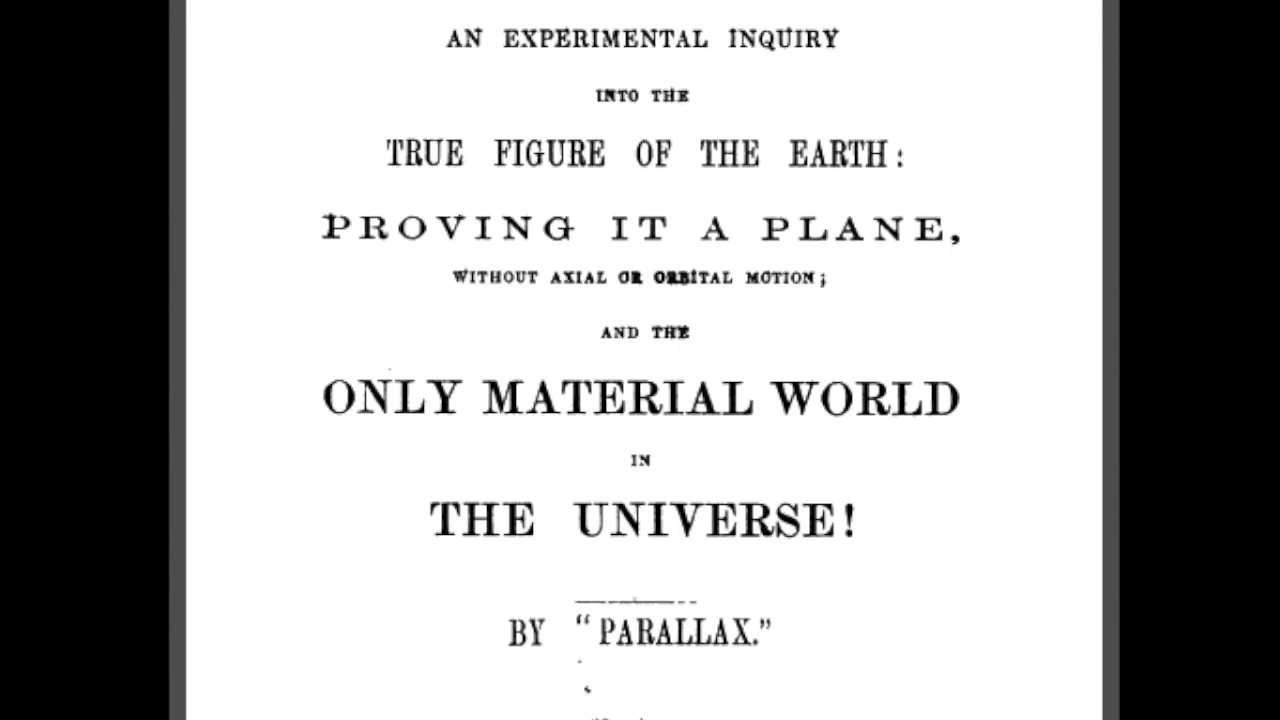 AN EXPERIMENTAL INQUIRY
INTO THE
TRUE FIGURE OF THE EARTH:
PROVING IT A PLANE,
WITHOUT AXIAL OR ORBITAL MOTION;
AND THE
ONLY MATERIAL WORLD
IN
THE UNIVERSE!
BY "PARALLAX."